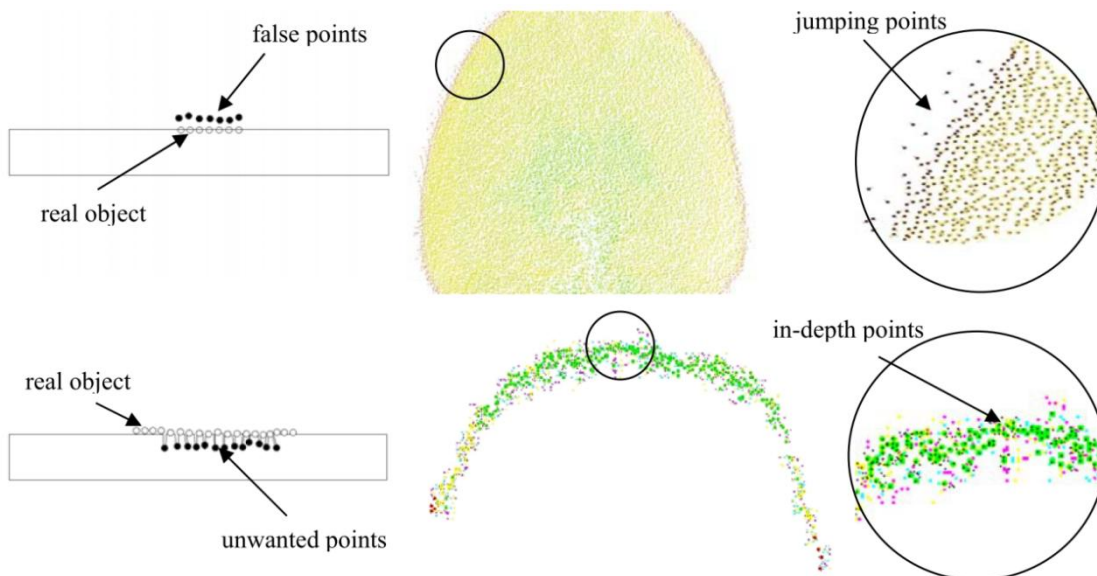 false points
jumping points
real object
in-depth points
real object
unwanted points